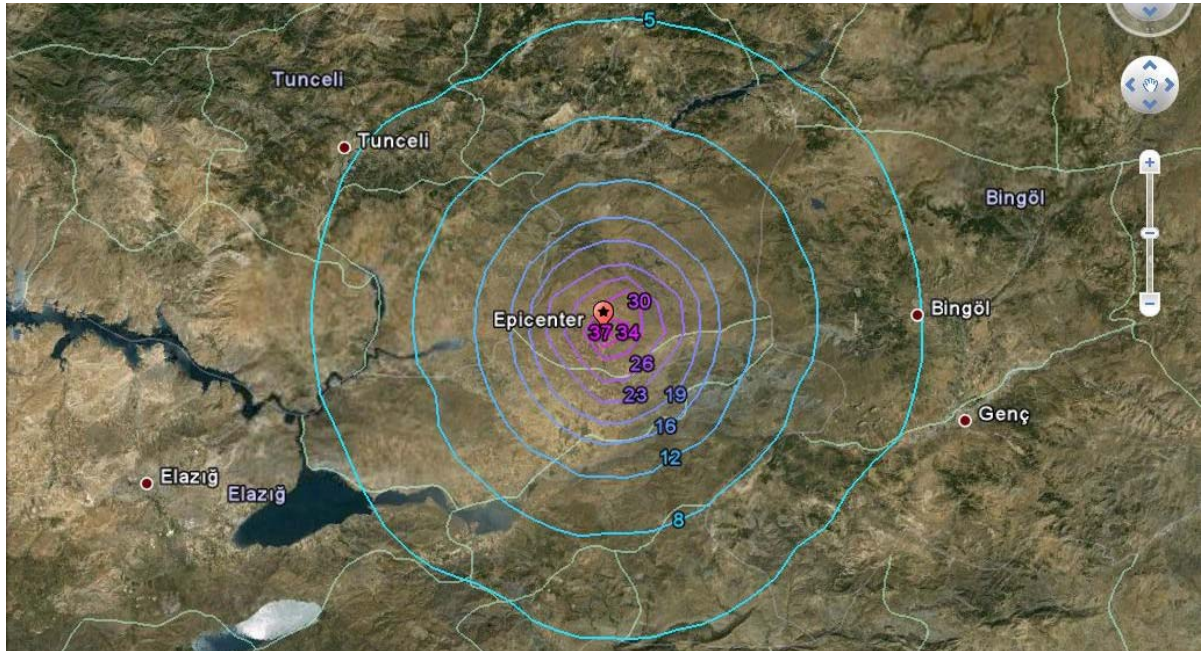 5
Tunceli
Tunceli
Bingöl
30
Epicenter
37
34
Bingöl
26
23
19
Genç
16
12
Elazığ
Elazığ
8